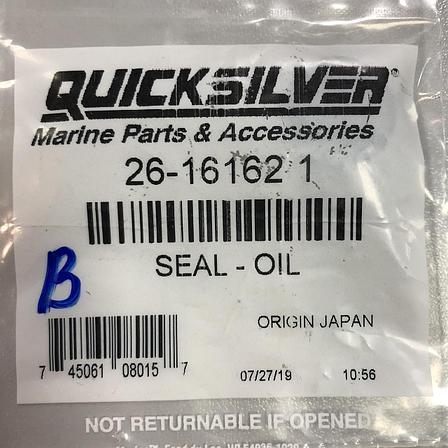 QUICKSILVER®
Marine Parts & Accessories
26-16162 1
SEAL - OIL
B
ORIGIN JAPAN
7 45061 08015 7
07/27/19 10:56
NOT RETURNABLE IF OPENED